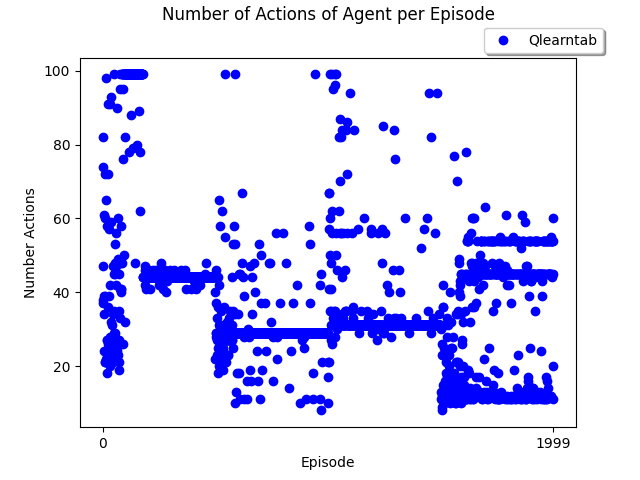 Number of Actions of Agent per Episode
Qlearntab
100
80
60
40
20
Number Actions
0 1999
Episode